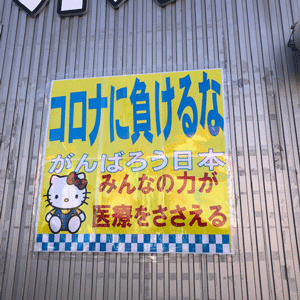 コロナに負けるな
がんばろう日本
みんなの力が
医療をささえる